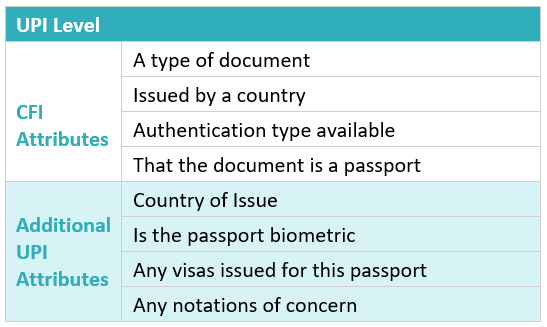 UPI Level
CFI
Attributes
A type of document
Issued by a country
Authentication type available
That the document is a passport
Additional
UPI
Attributes
Country of Issue
Is the passport biometric
Any visas issued for this passport
Any notations of concern